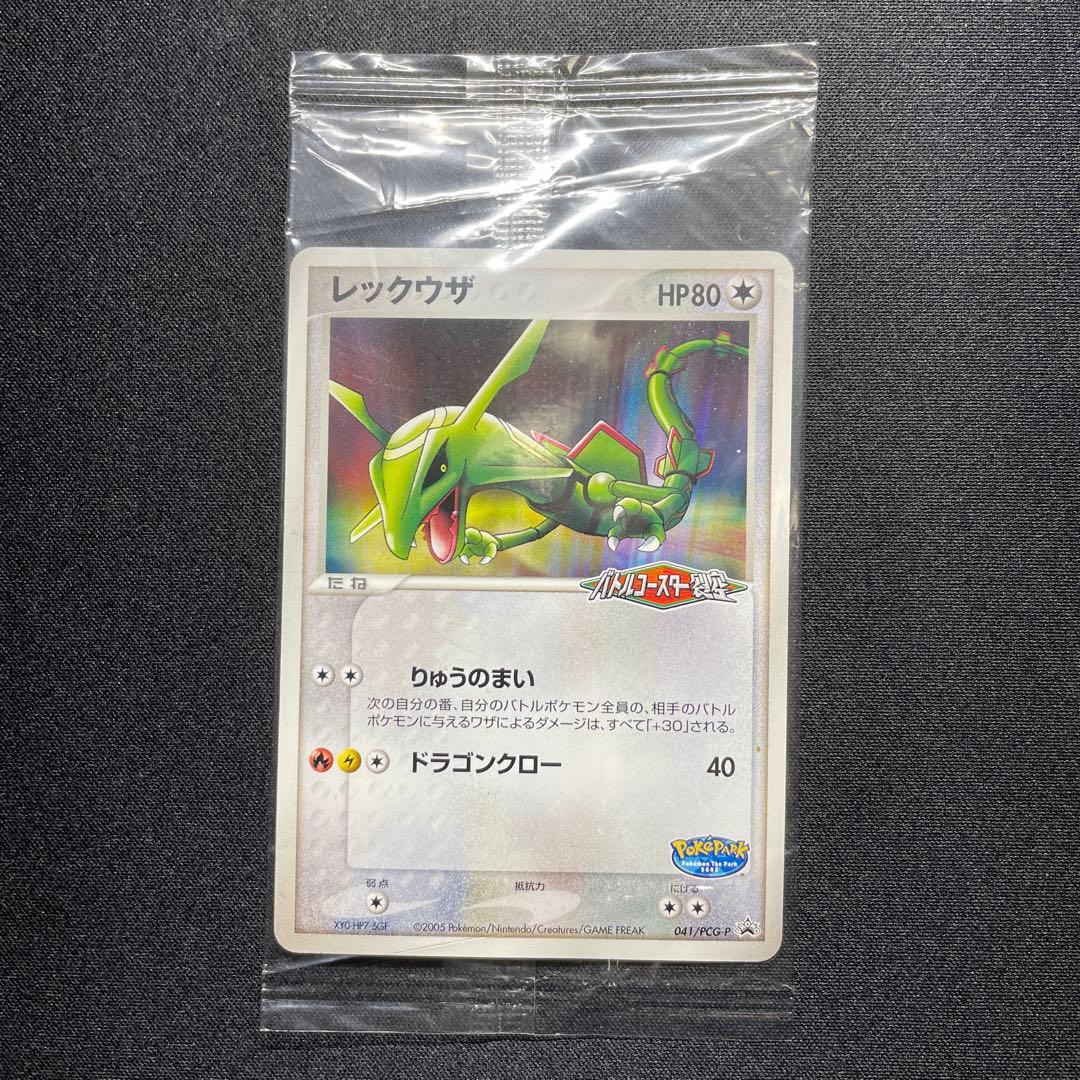 レックウザ
HP80
たね
バトルコースター裂空
りゅうのまい
次の自分の番、自分のバトルポケモン全員の、相手のバトル
ポケモンに与えるワザによるダメージは、すべて「+30」される。
ドラゴンクロー 40
POKéPARK
Pokémon The Park
2005
弱点 抵抗力 にげる
XY0-HP7-5GF ©2005 Pokémon/Nintendo/Creatures/GAME FREAK 041/PCG-P